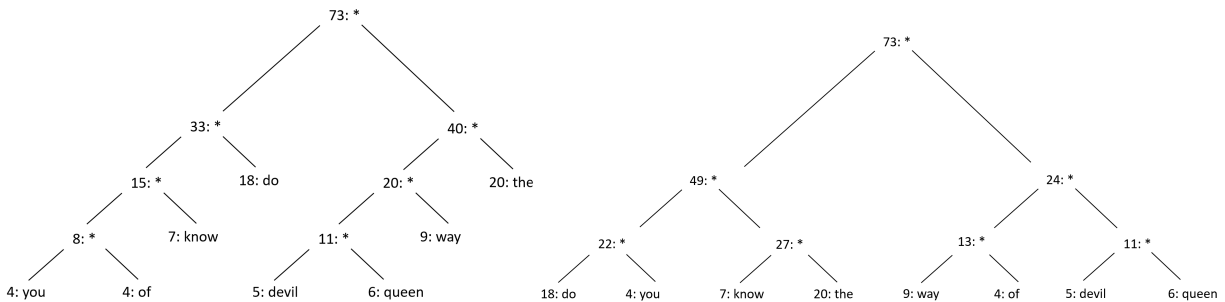 73: *
33: *
40: *
15: *
18: do
20: *
20: the
8: *
7: know
11: *
9: way
4: you
4: of
5: devil
6: queen
73: *
49: *
24: *
22: *
27: *
13: *
11: *
18: do
4: you
7: know
20: the
9: way
4: of
5: devil
6: queen